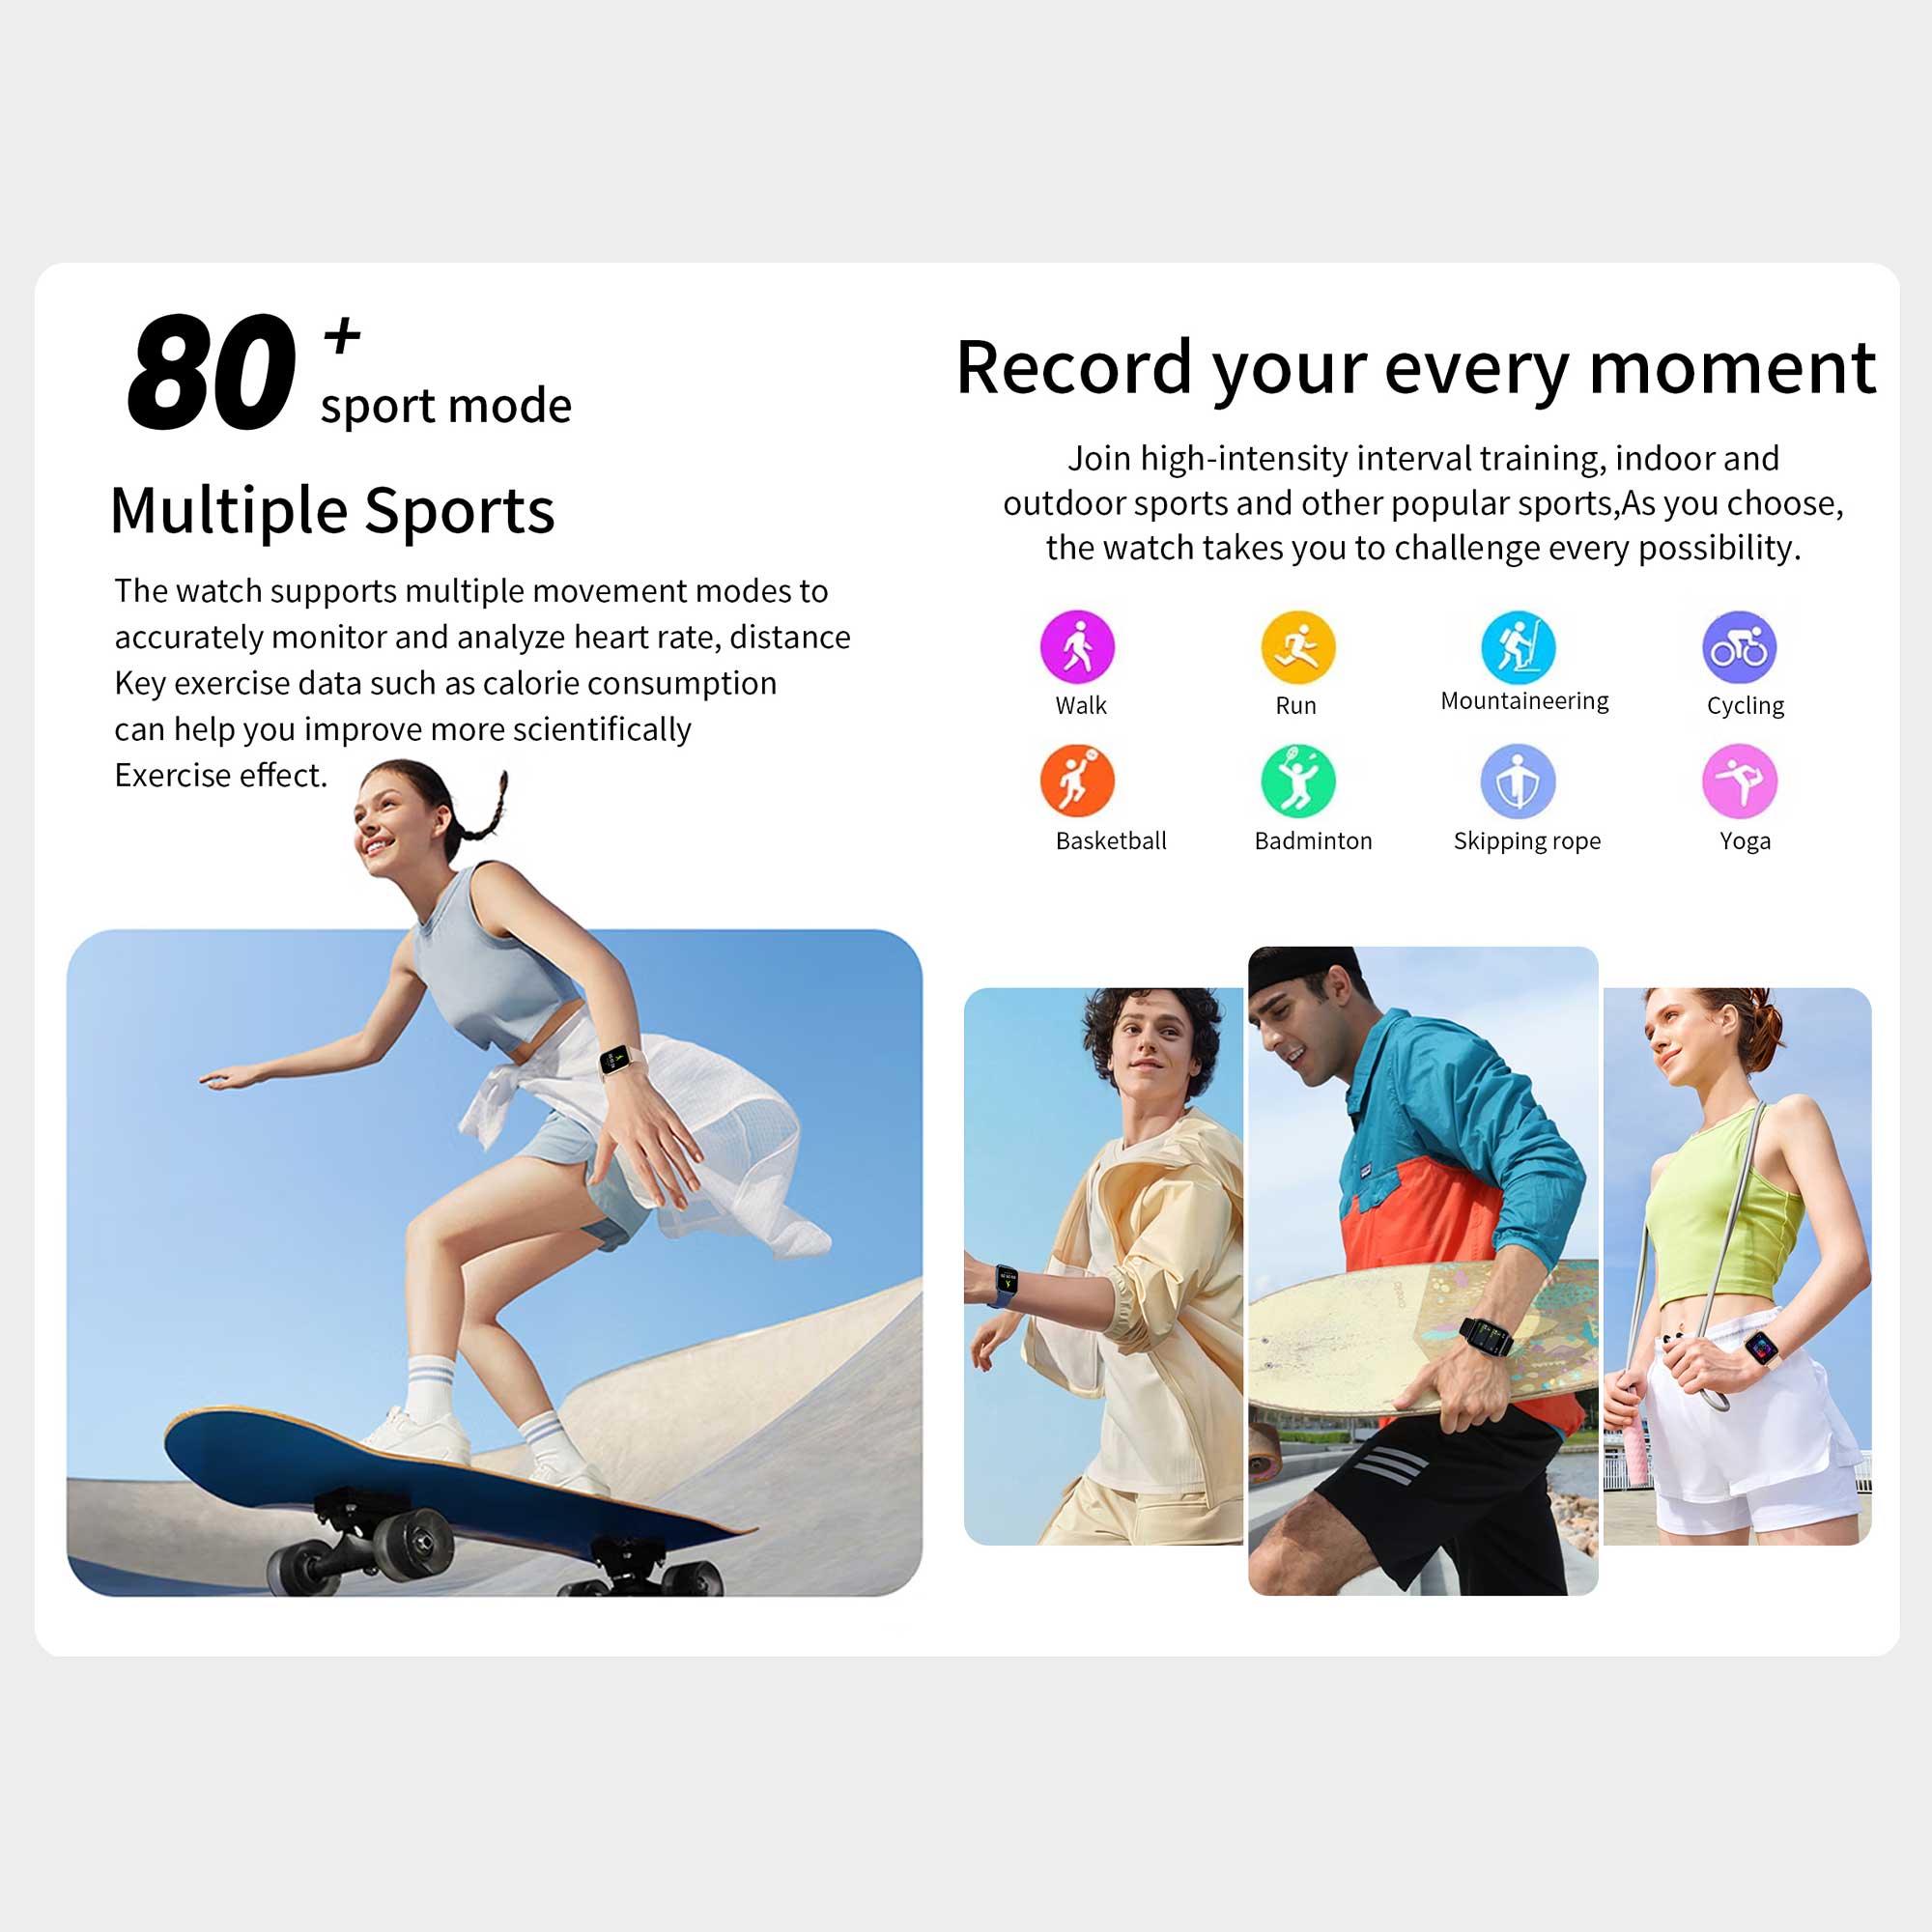 80+
sport mode
Multiple Sports
The watch supports multiple movement modes to
accurately monitor and analyze heart rate, distance
Key exercise data such as calorie consumption
can help you improve more scientifically
Exercise effect.
Record your every moment
Join high-intensity interval training, indoor and
outdoor sports and other popular sports,As you choose,
the watch takes you to challenge every possibility.
Walk
Run
Mountaineering
Cycling
Basketball
Badminton
Skipping rope
Yoga